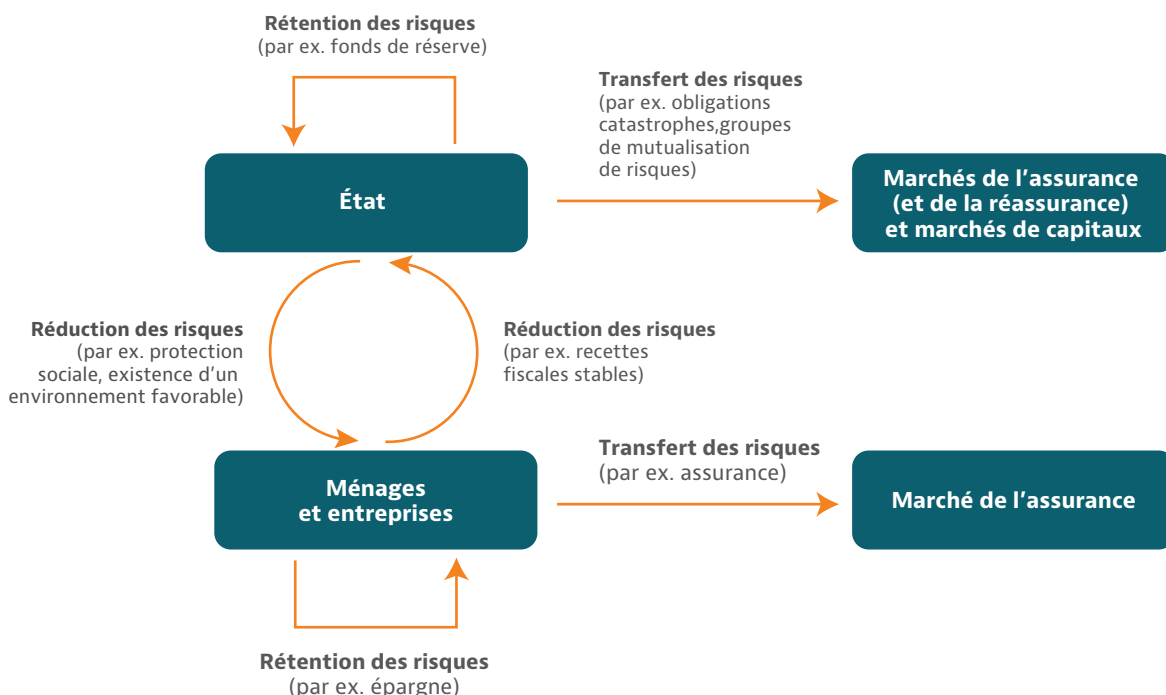 Rétention des risques
(par ex. fonds de réserve)
Transfert des risques
(par ex. obligations
catastrophes,groupes
de mutualisation
de risques)
État
Marchés de l'assurance
(et de la réassurance)
et marchés de capitaux
Réduction des risques
(par ex. protection
sociale, existence d'un
environnement favorable)
Réduction des risques
(par ex. recettes
fiscales stables)
Transfert des risques
(par ex. assurance)
Ménages
et entreprises
Marché de l'assurance
Rétention des risques
(par ex. épargne)